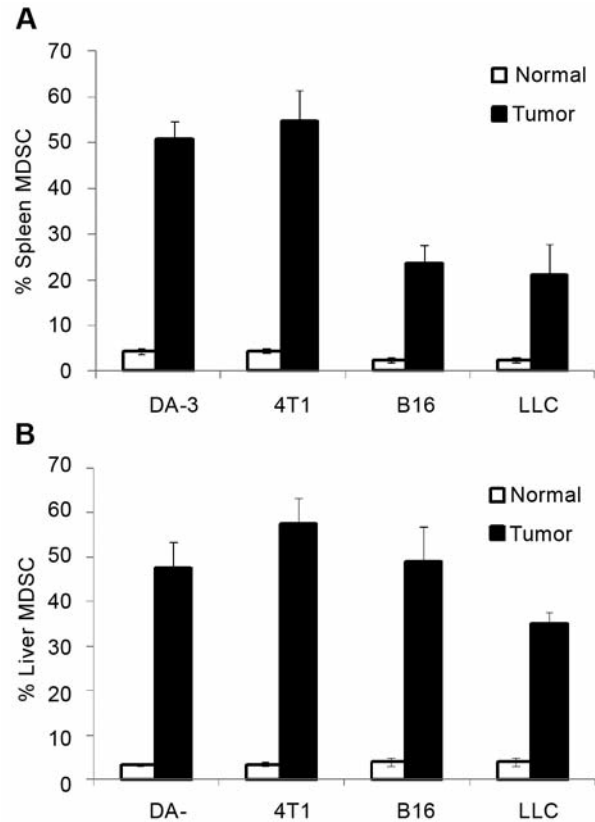 A
70
60
50
40
30
20
10
0
% Spleen MDSC
Normal
Tumor
DA-3 4T1 B16 LLC
B
70
60
50
40
30
20
10
0
% Liver MDSC
Normal
Tumor
DA- 4T1 B16 LLC